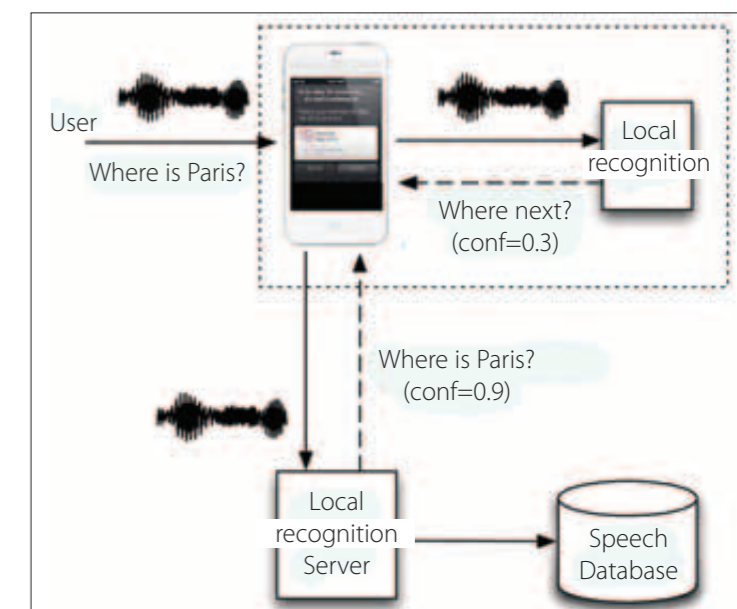 User
Where is Paris?
Local
recognition
Where next?
(conf=0.3)
Where is Paris?
(conf=0.9)
Local
recognition
Server
Speech
Database